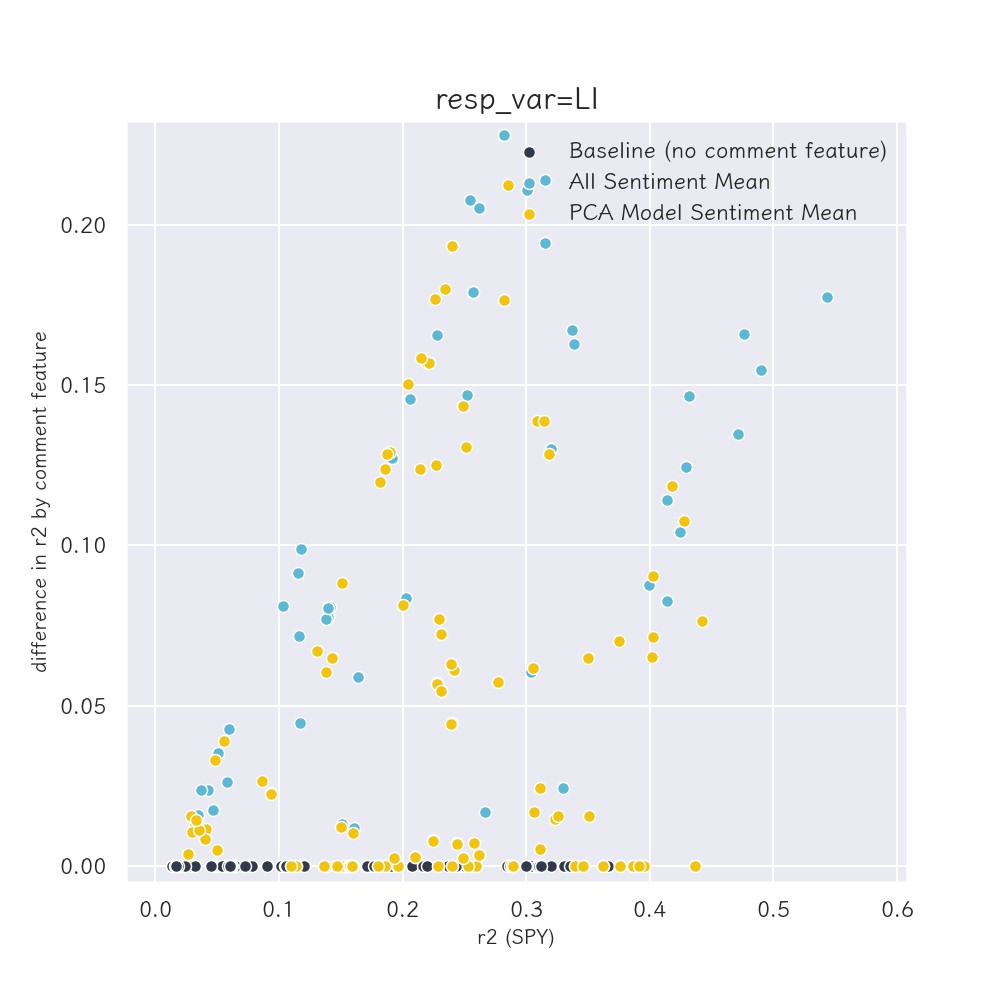 resp_var=LI
Baseline (no comment feature)
All Sentiment Mean
PCA Model Sentiment Mean
difference in r2 by comment feature
0.20
0.15
0.10
0.05
0.00
0.0 0.1 0.2 0.3 0.4 0.5 0.6
r2 (SPY)